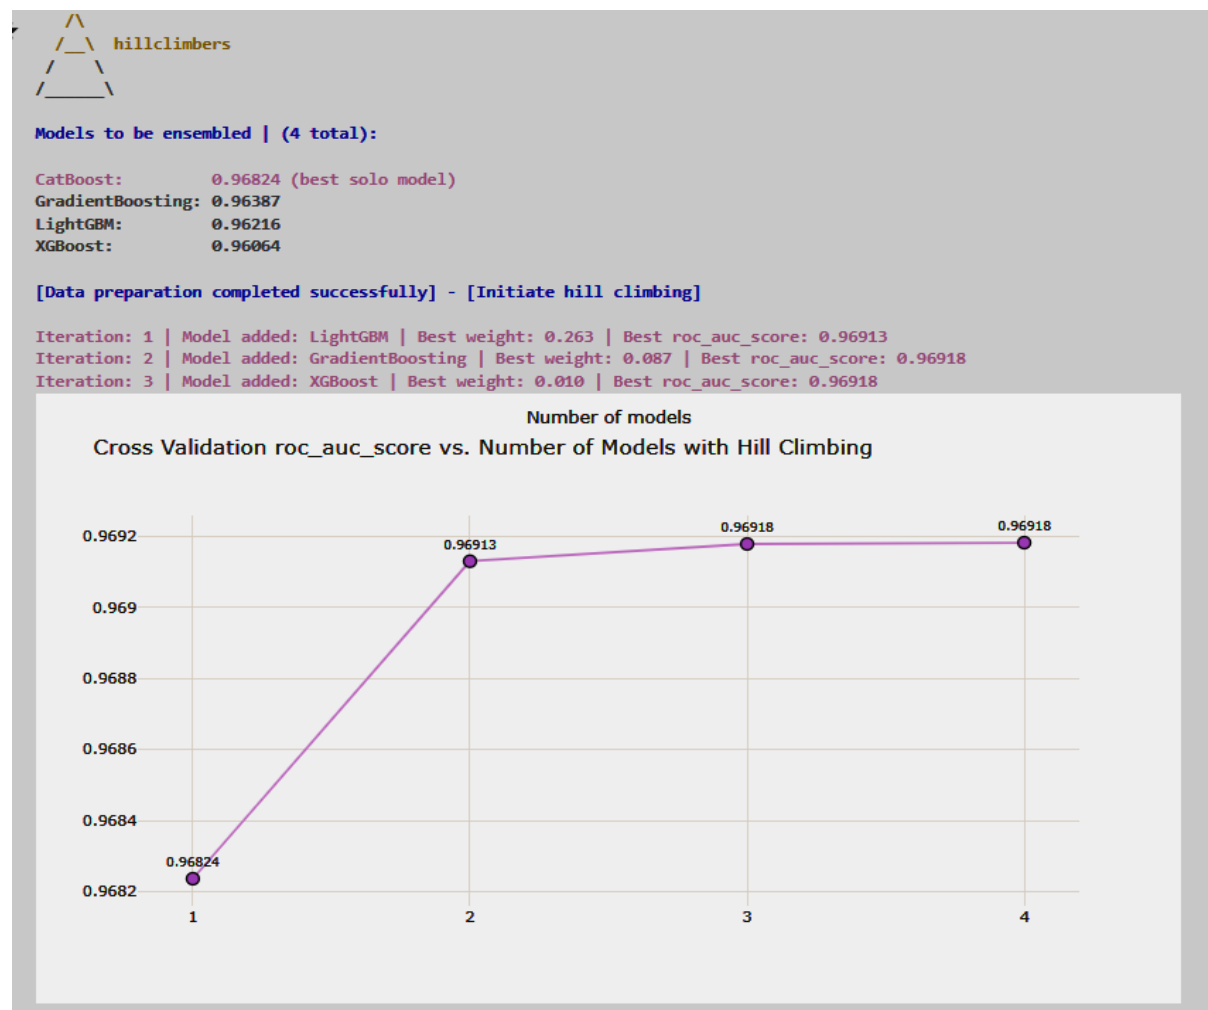 /\
/__\ hillclimbers
/ \
/______\
Models to be ensembled | (4 total):
CatBoost: 0.96824 (best solo model)
GradientBoosting: 0.96387
LightGBM: 0.96216
XGBoost: 0.96064
[Data preparation completed successfully] - [Initiate hill climbing]
Iteration: 1 | Model added: LightGBM | Best weight: 0.263 | Best roc_auc_score: 0.96913
Iteration: 2 | Model added: GradientBoosting | Best weight: 0.087 | Best roc_auc_score: 0.96918
Iteration: 3 | Model added: XGBoost | Best weight: 0.010 | Best roc_auc_score: 0.96918
Number of models
Cross Validation roc_auc_score vs. Number of Models with Hill Climbing
0.9692
0.969
0.9688
0.9686
0.9684
0.9682
0.96824
0.96913
0.96918
0.96918
1
2
3
4